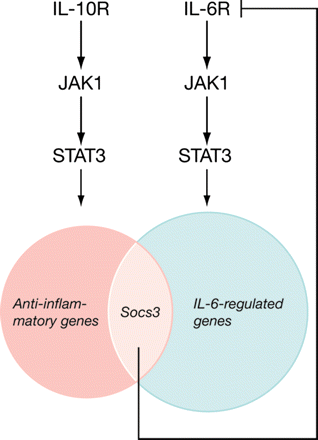 IL-10R
IL-6R
JAK1
JAK1
STAT3
STAT3
Anti-inflam-
matory genes
Socs3
IL-6-regulated
genes